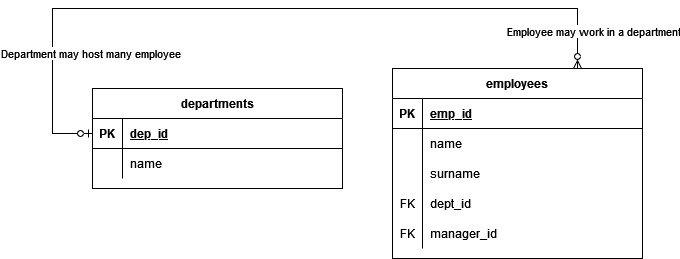 Employee may work in a department
Department may host many employee
departments
PK dep_id
name
employees
PK emp_id
name
surname
FK dept_id
FK manager_id